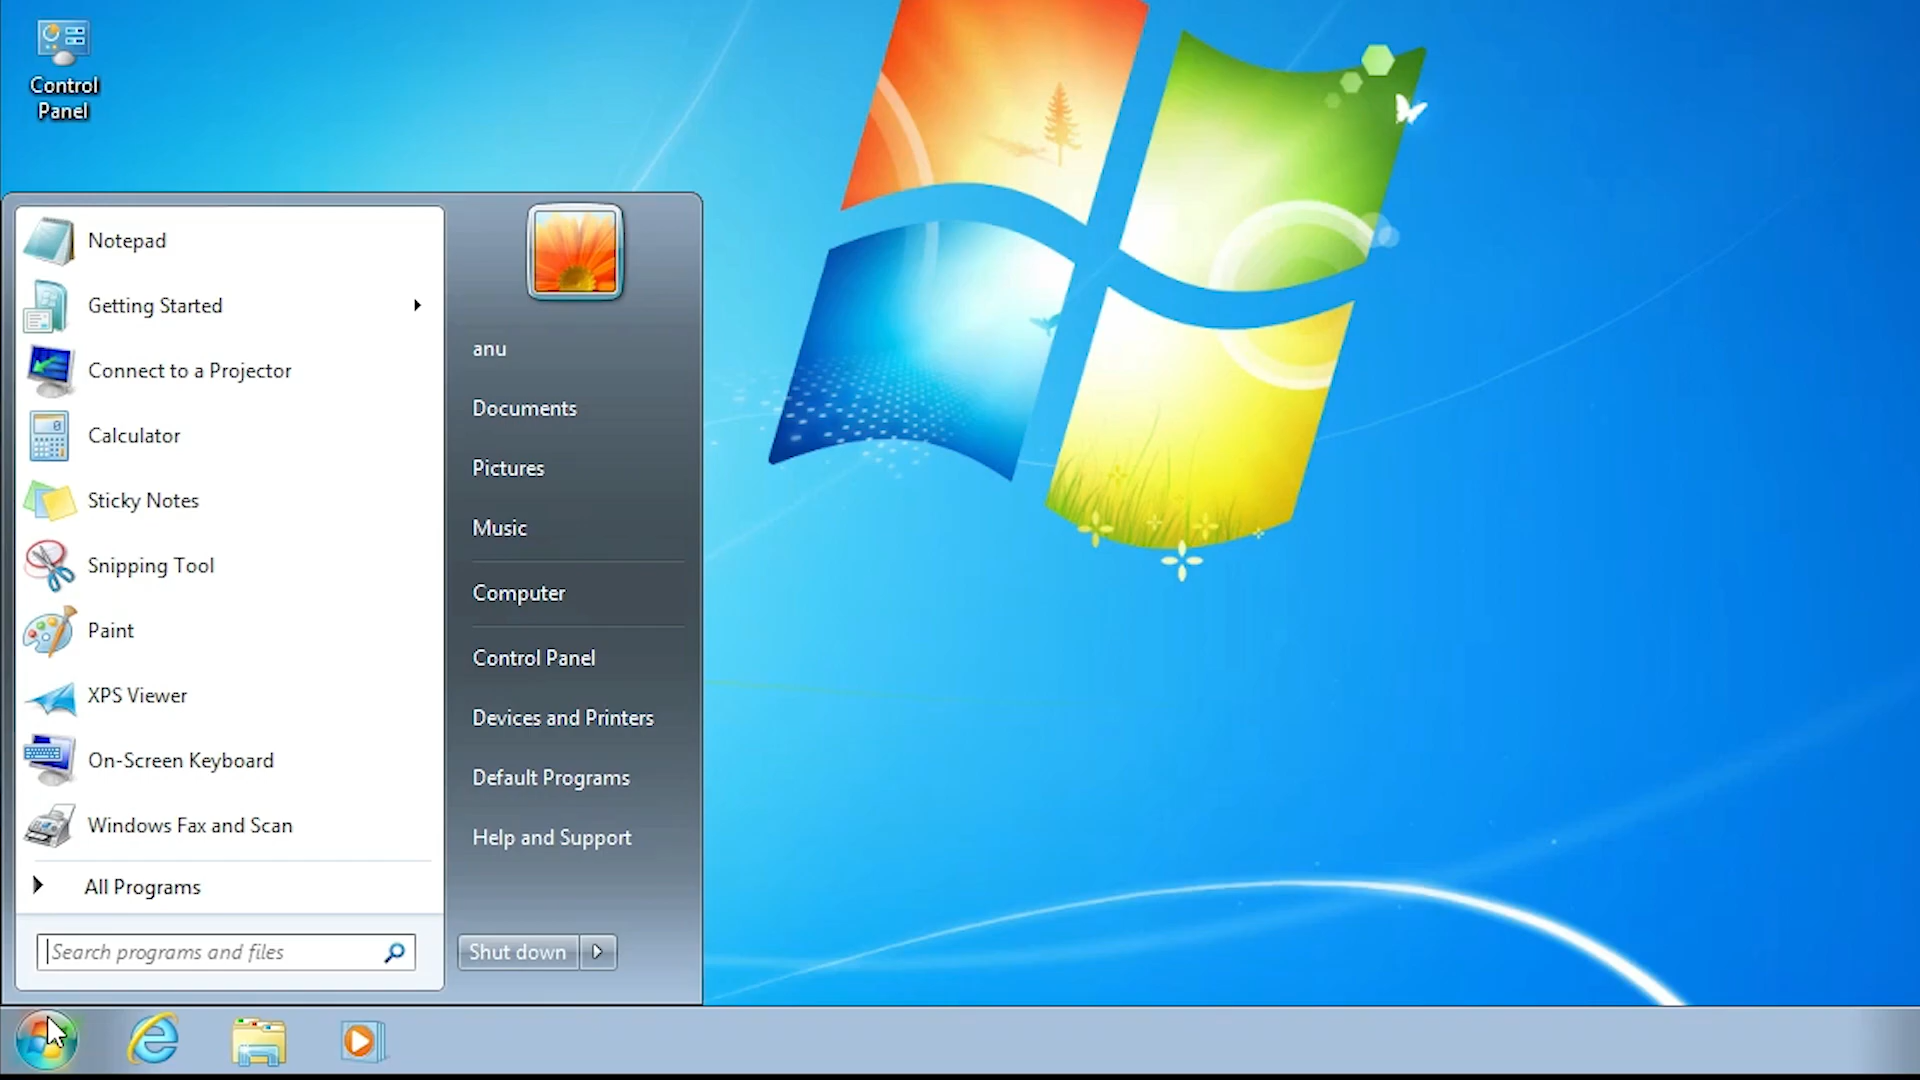 Control
Panel
Notepad
Getting Started
Connect to a Projector
Calculator
Sticky Notes
Snipping Tool
Paint
XPS Viewer
On-Screen Keyboard
Windows Fax and Scan
All Programs
Search programs and files
anu
Documents
Pictures
Music
Computer
Control Panel
Devices and Printers
Default Programs
Help and Support
Shut down